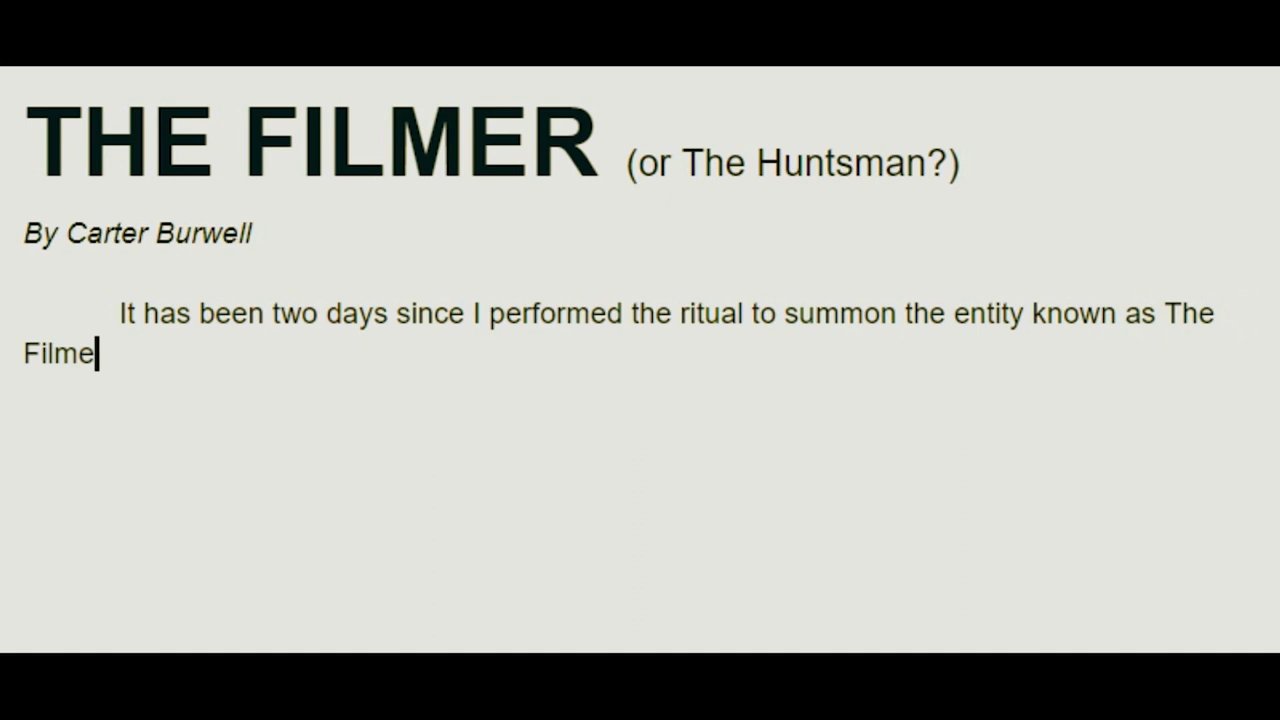 THE FILMER (or The Huntsman?)
By Carter Burwell
It has been two days since I performed the ritual to summon the entity known as The
Filme